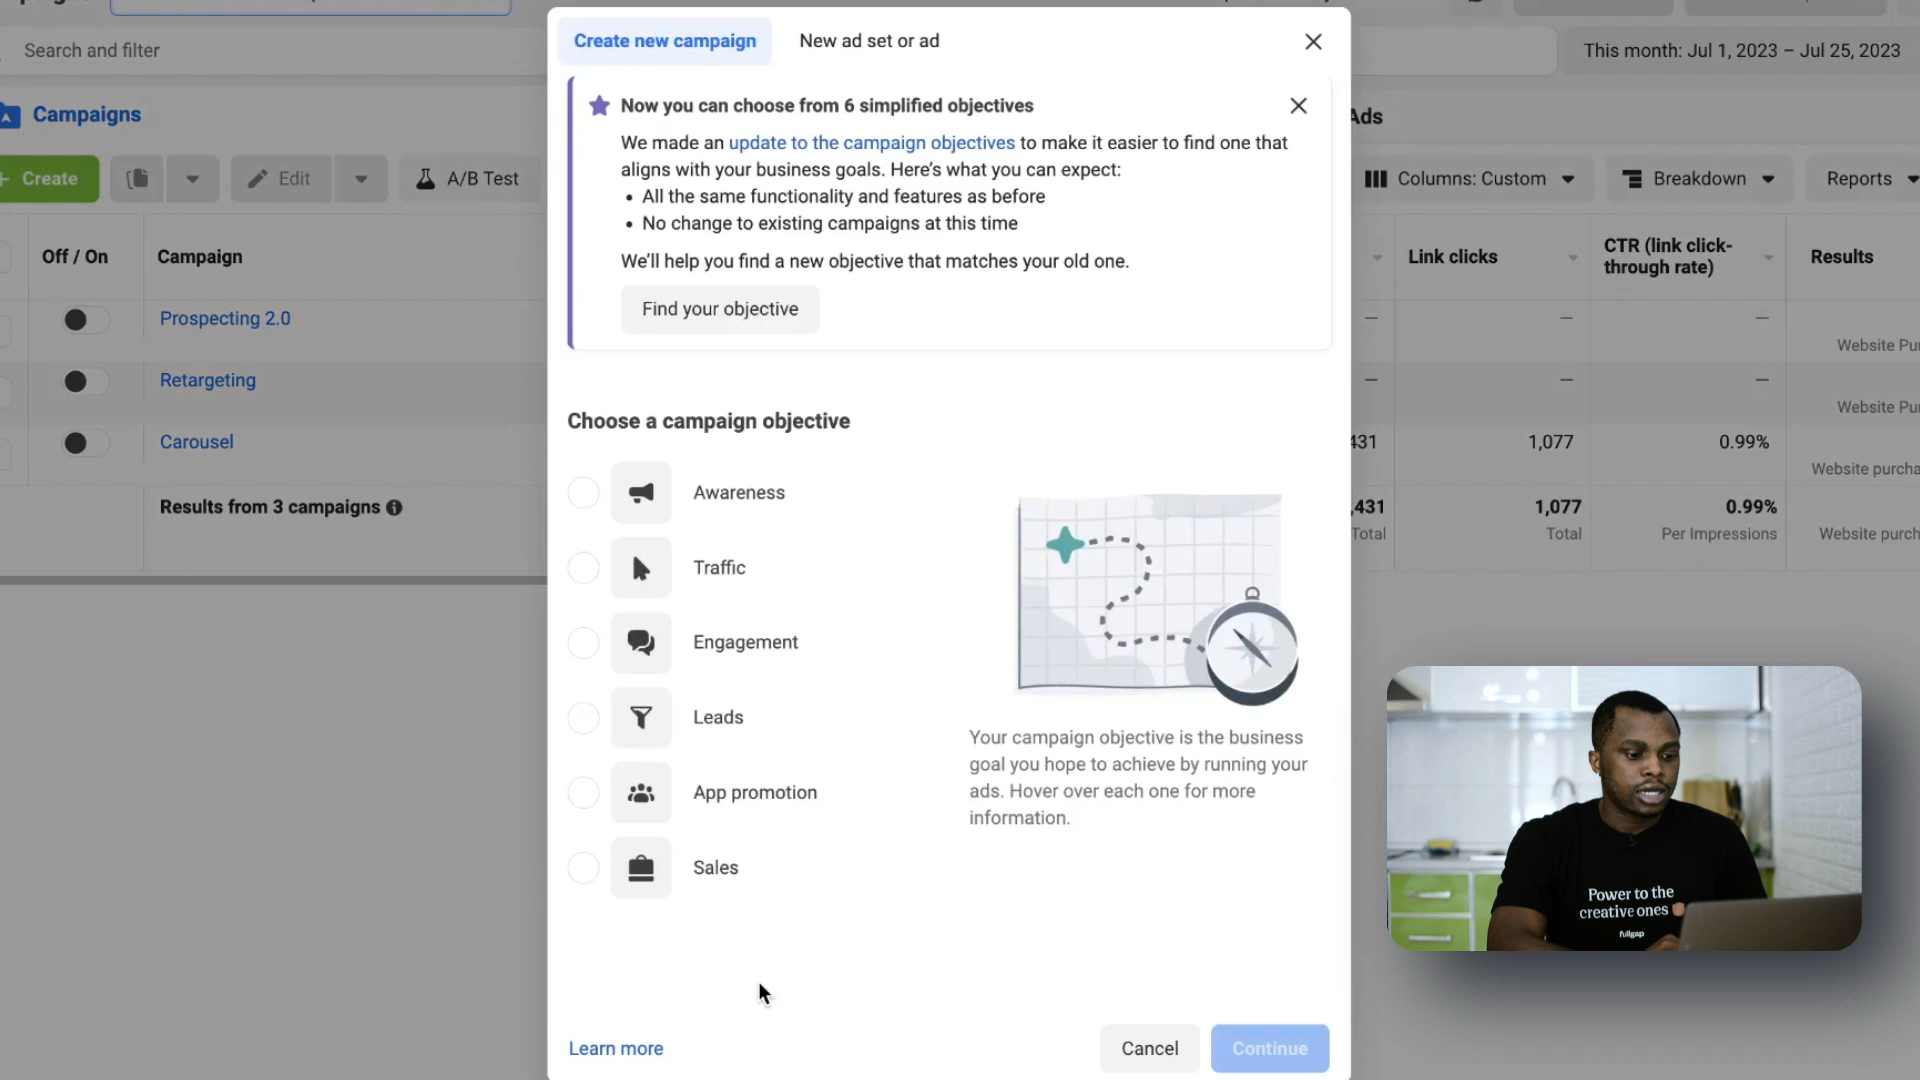 Search and filter
This month: Jul 1, 2023 – Jul 25, 2023
Campaigns
Ads
Create
Edit
A/B Test
Columns: Custom
Breakdown
Reports
Off / On
Campaign
Link clicks
CTR (link click-
through rate)
Results
Prospecting 2.0
—
—
—
Website Pur
Retargeting
—
—
—
Website Pur
Carousel
431
1,077
0.99%
Website purcha
Results from 3 campaigns
,431
1,077
0.99%
Total
Total
Per Impressions
Website purch
Create new campaign
New ad set or ad
Now you can choose from 6 simplified objectives
We made an update to the campaign objectives to make it easier to find one that
aligns with your business goals. Here's what you can expect:
• All the same functionality and features as before
• No change to existing campaigns at this time
We'll help you find a new objective that matches your old one.
Find your objective
Choose a campaign objective
Awareness
Traffic
Engagement
Leads
App promotion
Sales
Your campaign objective is the business
goal you hope to achieve by running your
ads. Hover over each one for more
information.
Learn more
Cancel
Continue
Power to the
creative ones
fullgap